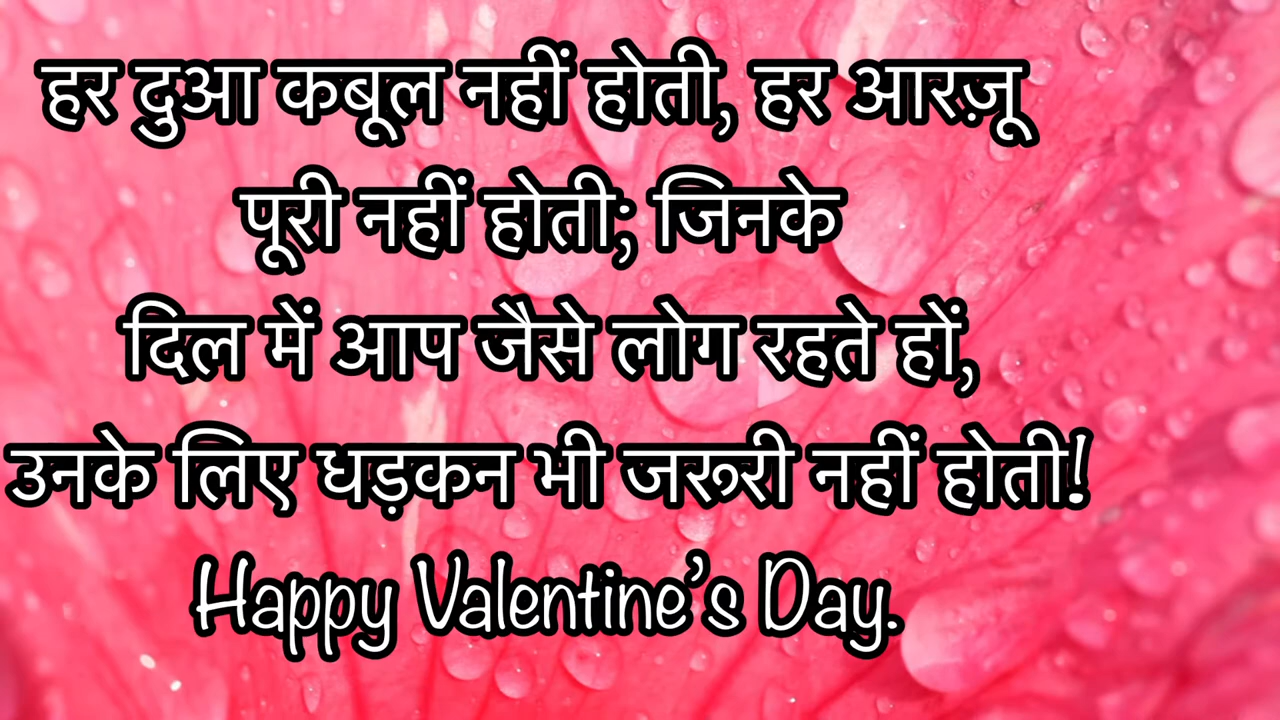 हर दुआ कबूल नहीं होती, हर आरज़ू
पूरी नहीं होती; जिनके
दिल में आप जैसे लोग रहते हों,
उनके लिए धड़कन भी जरूरी नहीं होती!
Happy Valentine’s Day.